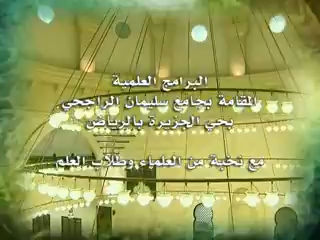 البرامج العلمية
المقامة بجامع سليمان الراجحي
بحي الجزيرة بالرياض
مع نخبة من العلماء وطلاب العلم